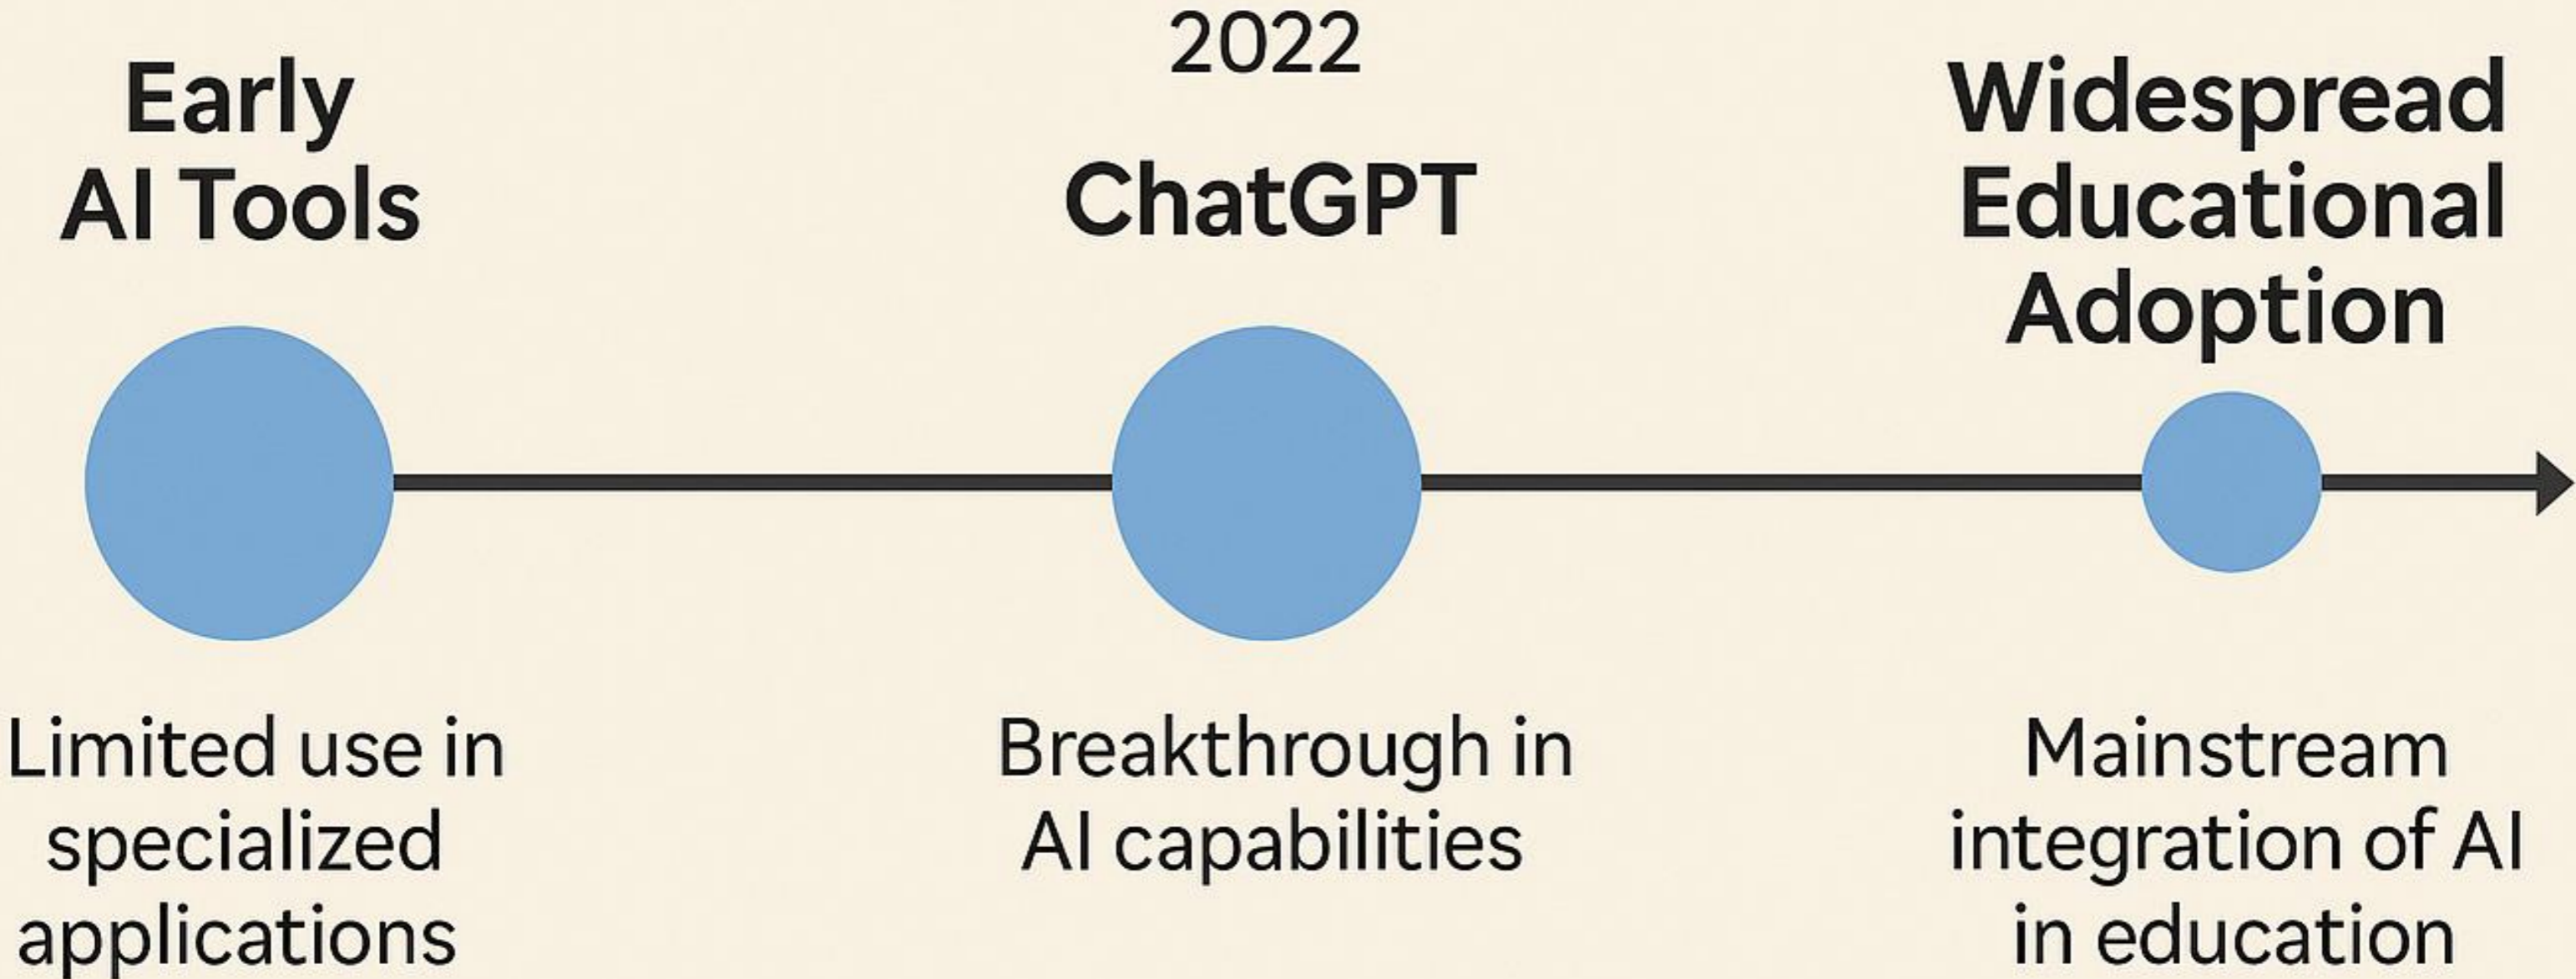 Early
AI Tools
Limited use in
specialized
applications
2022
ChatGPT
Breakthrough in
AI capabilities
Widespread
Educational
Adoption
Mainstream
integration of AI
in education